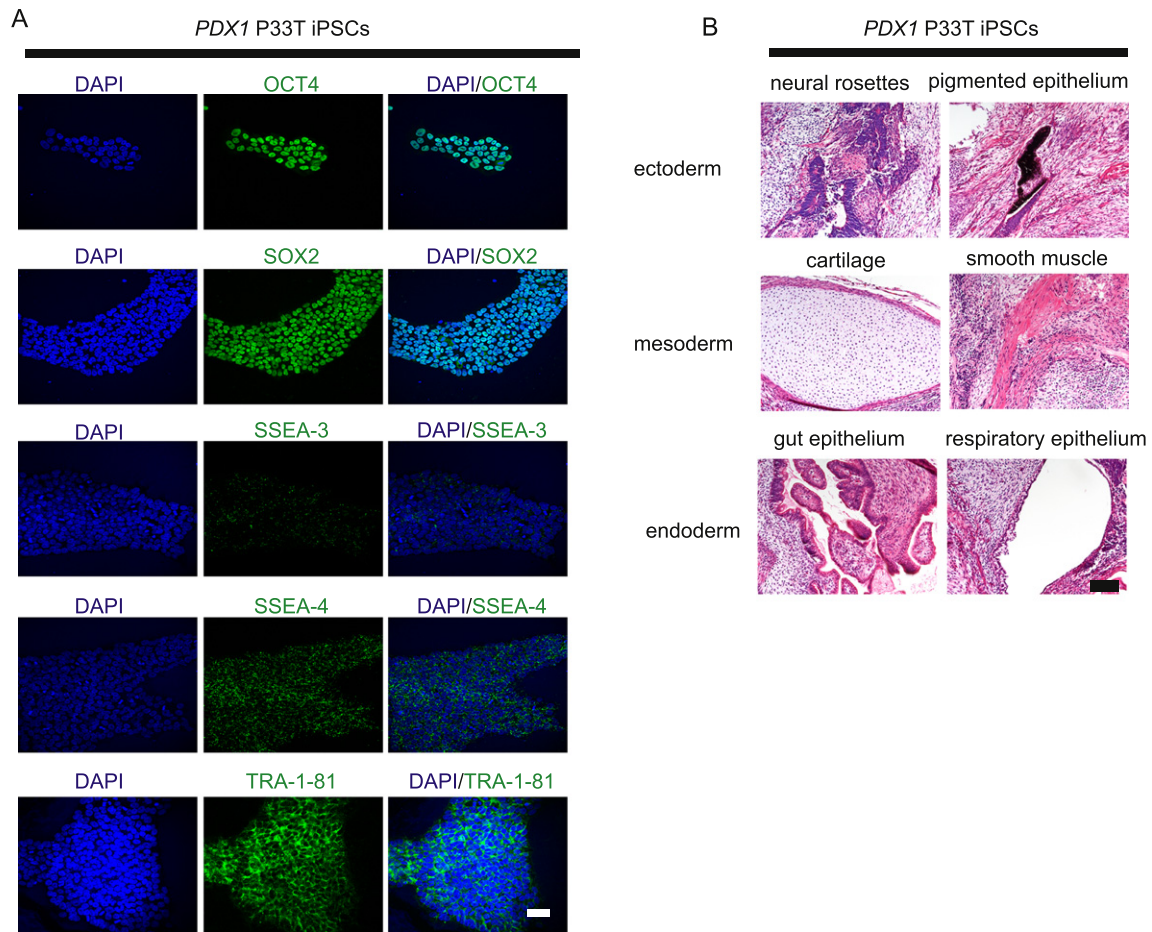 A
PDX1 P33T iPSCs
DAPI OCT4 DAPI/OCT4
DAPI SOX2 DAPI/SOX2
DAPI SSEA-3 DAPI/SSEA-3
DAPI SSEA-4 DAPI/SSEA-4
DAPI TRA-1-81 DAPI/TRA-1-81
B
PDX1 P33T iPSCs
neural rosettes pigmented epithelium
ectoderm
cartilage smooth muscle
mesoderm
gut epithelium respiratory epithelium
endoderm